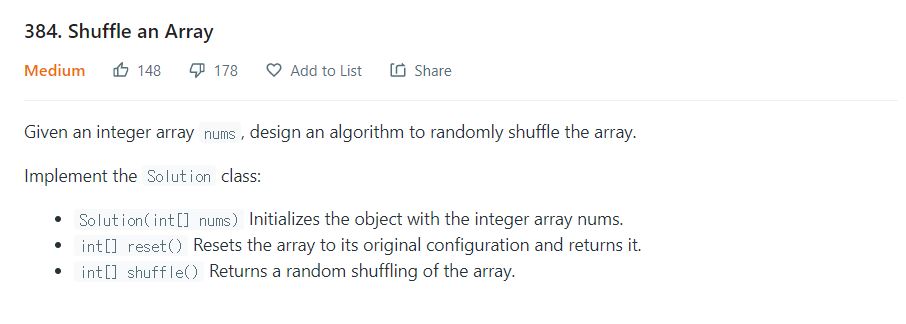 384. Shuffle an Array
Medium 148 178 Add to List Share
Given an integer array nums , design an algorithm to randomly shuffle the array.
Implement the Solution class:
• Solution(int[] nums) Initializes the object with the integer array nums.
• int[] reset() Resets the array to its original configuration and returns it.
• int[] shuffle() Returns a random shuffling of the array.